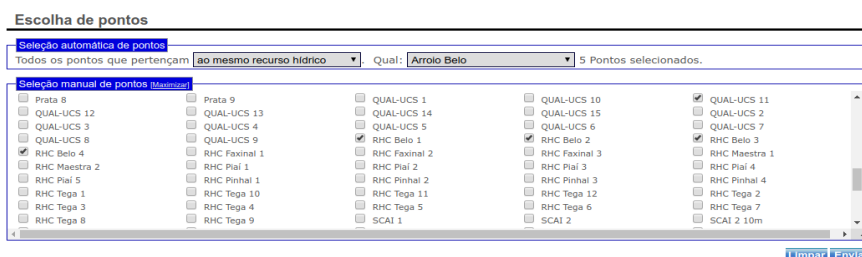 Escolha de pontos
Seleção automática de pontos
Todos os pontos que pertençam ao mesmo recurso hídrico . Qual: Arroio Belo 5 Pontos selecionados.
Seleção manual de pontos [Maximizar]
Prata 8 Prata 9 QUAL-UCS 1 QUAL-UCS 10 QUAL-UCS 11
QUAL-UCS 12 QUAL-UCS 13 QUAL-UCS 14 QUAL-UCS 15 QUAL-UCS 2
QUAL-UCS 3 QUAL-UCS 4 QUAL-UCS 5 QUAL-UCS 6 QUAL-UCS 7
QUAL-UCS 8 QUAL-UCS 9 RHC Belo 1 RHC Belo 2 RHC Belo 3
RHC Belo 4 RHC Faxinal 1 RHC Faxinal 2 RHC Faxinal 3 RHC Maestra 1
RHC Maestra 2 RHC Piaí 1 RHC Piaí 2 RHC Piaí 3 RHC Piaí 4
RHC Piaí 5 RHC Pinhal 1 RHC Pinhal 2 RHC Pinhal 3 RHC Pinhal 4
RHC Tega 1 RHC Tega 10 RHC Tega 11 RHC Tega 12 RHC Tega 2
RHC Tega 3 RHC Tega 4 RHC Tega 5 RHC Tega 6 RHC Tega 7
RHC Tega 8 RHC Tega 9 SCAI 1 SCAI 2 SCAI 2 10m
Limpar Envia